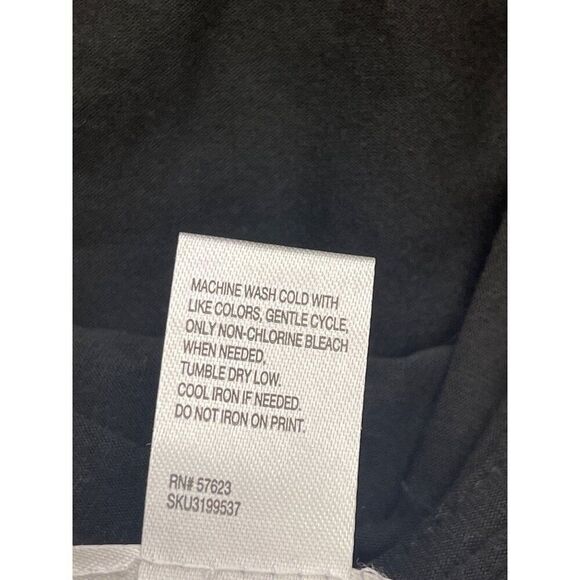 MACHINE WASH COLD WITH
LIKE COLORS, GENTLE CYCLE,
ONLY NON-CHLORINE BLEACH
WHEN NEEDED.
TUMBLE DRY LOW.
COOL IRON IF NEEDED.
DO NOT IRON ON PRINT.
RN# 57623
SKU3199537